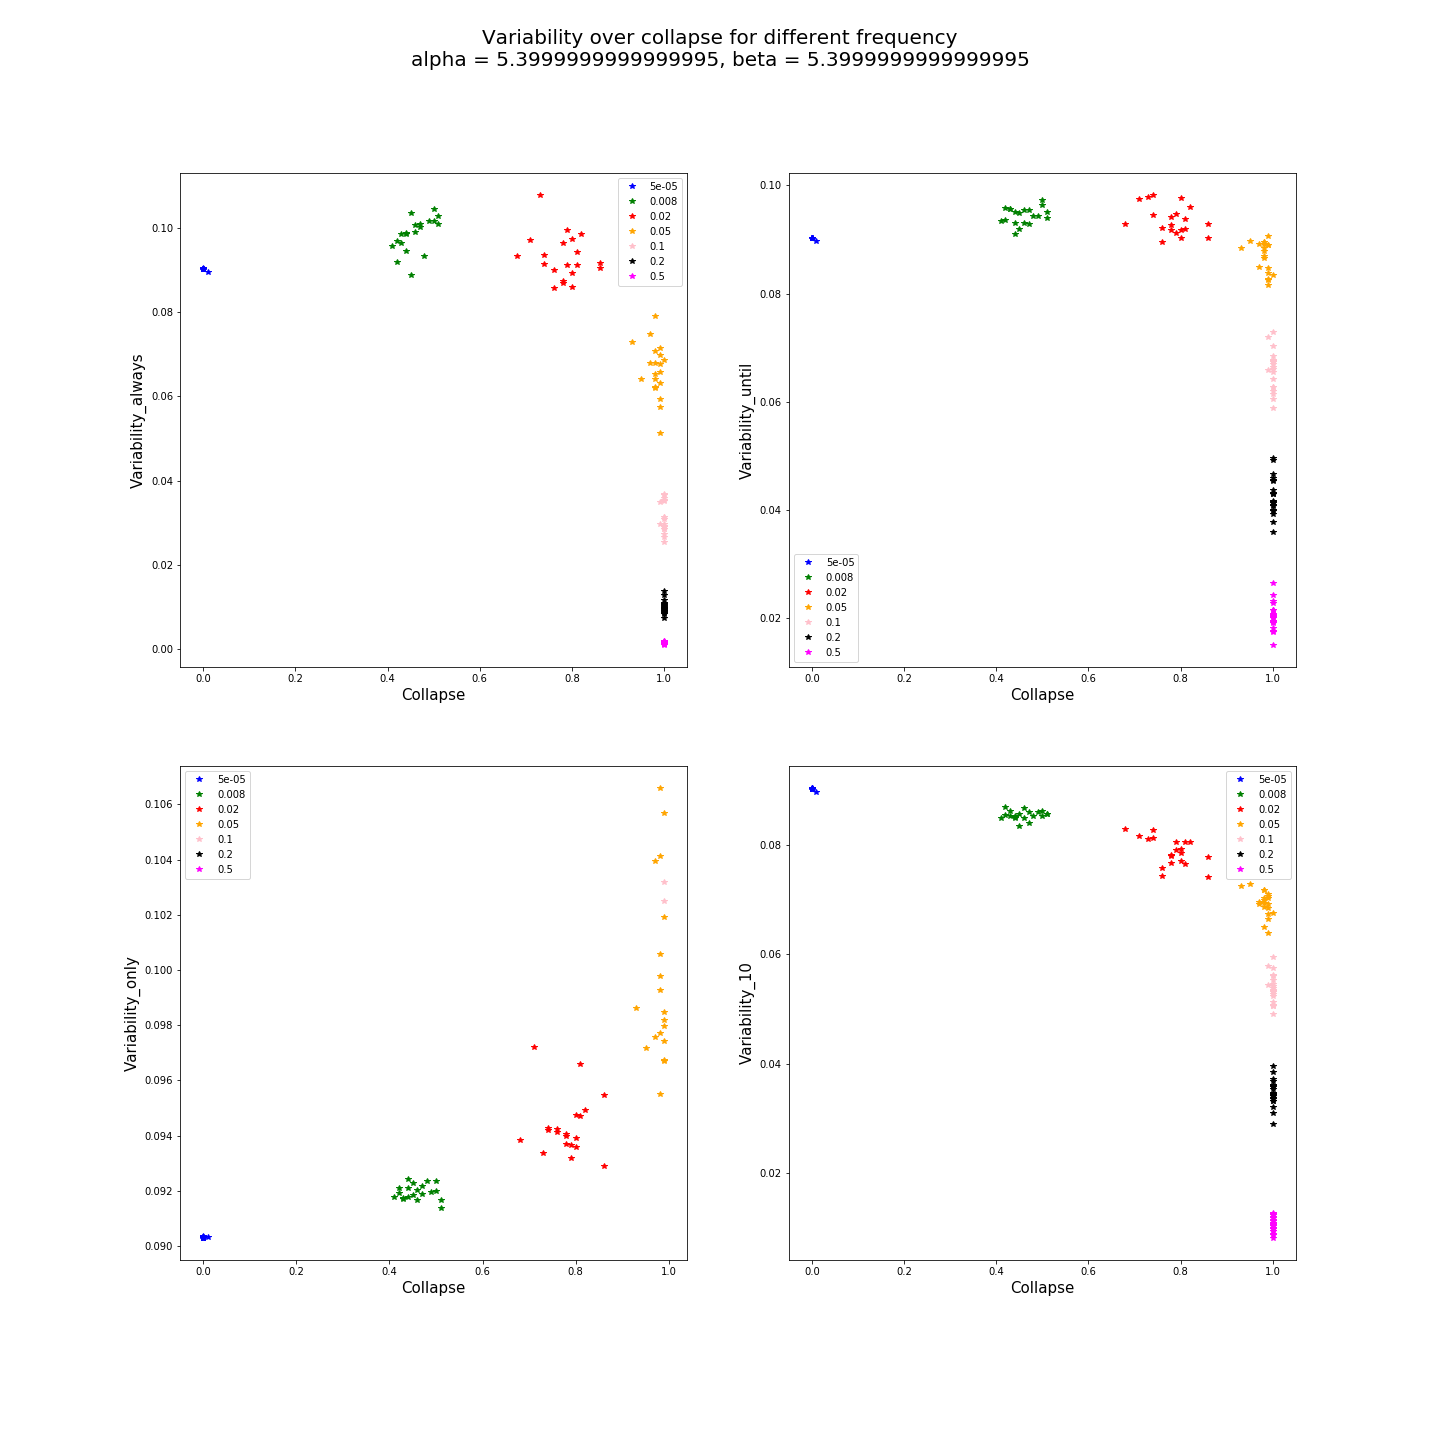 Variability over collapse for different frequency
alpha = 5.3999999999999995, beta = 5.3999999999999995
5e-05
0.008
0.02
0.05
0.1
0.2
0.5
0.10
0.08
0.06
0.04
0.02
0.00
Variability_always
0.0 0.2 0.4 0.6 0.8 1.0
Collapse
0.10
0.08
0.06
0.04
0.02
Variability_until
5e-05
0.008
0.02
0.05
0.1
0.2
0.5
0.0 0.2 0.4 0.6 0.8 1.0
Collapse
5e-05
0.008
0.02
0.05
0.1
0.2
0.5
0.106
0.104
0.102
0.100
0.098
0.096
0.094
0.092
0.090
Variability_only
0.0 0.2 0.4 0.6 0.8 1.0
Collapse
5e-05
0.008
0.02
0.05
0.1
0.2
0.5
0.08
0.06
0.04
0.02
Variability_10
0.0 0.2 0.4 0.6 0.8 1.0
Collapse